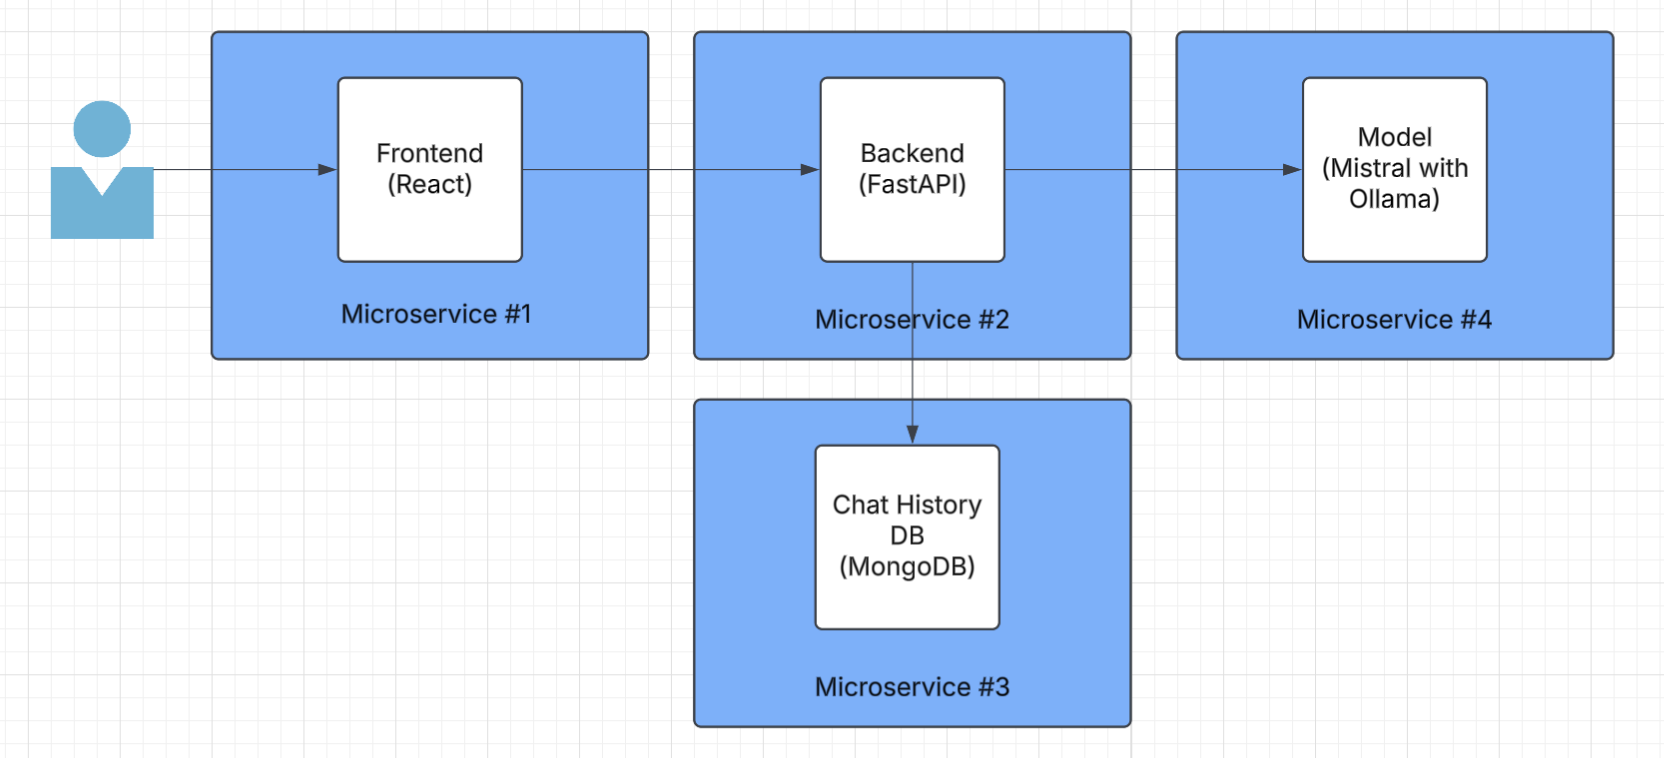 Frontend
(React)
Microservice #1
Backend
(FastAPI)
Microservice #2
Model
(Mistral with
Ollama)
Microservice #4
Chat History
DB
(MongoDB)
Microservice #3